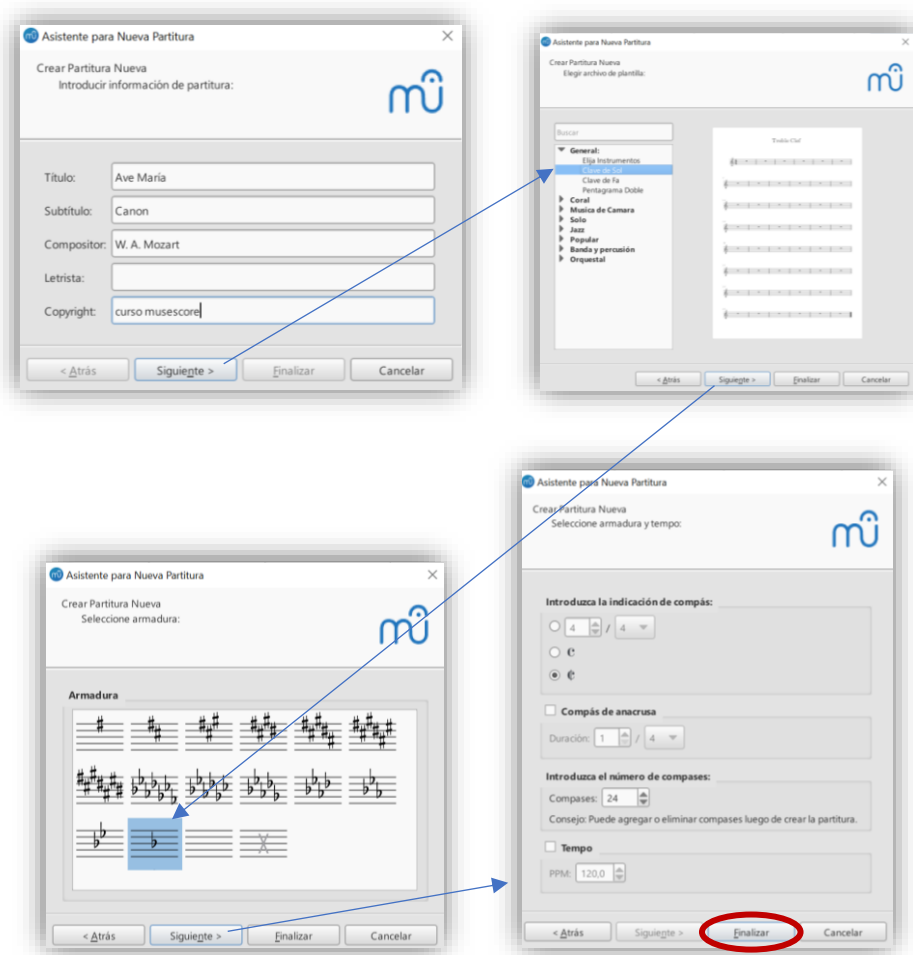 Asistente para Nueva Partitura
Crear Partitura Nueva
Introducir información de partitura:
Título: Ave María
Subtítulo: Canon
Compositor: W. A. Mozart
Letrista:
Copyright: curso musescore
< Atrás Siguiente > Finalizar Cancelar
Asistente para Nueva Partitura
Crear Partitura Nueva
Elegir archivo de plantilla:
Buscar
General:
Elija Instrumentos
Clave de Sol
Clave de Fa
Pentagrama Doble
Coral
Musica de Camara
Solo
Jazz
Popular
Banda y percusión
Orquestal
Treble Clef
< Atrás Siguiente > Finalizar Cancelar
Asistente para Nueva Partitura
Crear Partitura Nueva
Seleccione armadura:
Armadura
< Atrás Siguiente > Finalizar Cancelar
Asistente para Nueva Partitura
Crear Partitura Nueva
Seleccione armadura y tempo:
Introduzca la indicación de compás:
4 / 4
Compás de anacrusa
Duración: 1 / 4
Introduzca el número de compases:
Compases: 24
Consejo: Puede agregar o eliminar compases luego de crear la partitura.
Tempo
PPM: 120,0
< Atrás Siguiente > Finalizar Cancelar